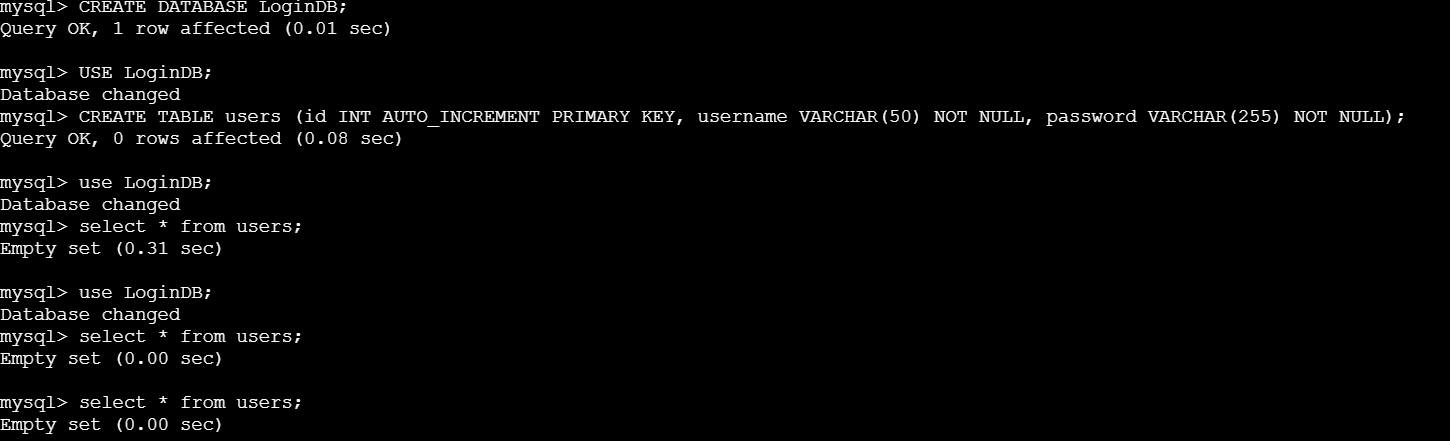 mysql> CREATE DATABASE LoginDB;
Query OK, 1 row affected (0.01 sec)
mysql> USE LoginDB;
Database changed
mysql> CREATE TABLE users (id INT AUTO_INCREMENT PRIMARY KEY, username VARCHAR(50) NOT NULL, password VARCHAR(255) NOT NULL);
Query OK, 0 rows affected (0.08 sec)
mysql> use LoginDB;
Database changed
mysql> select * from users;
Empty set (0.31 sec)
mysql> use LoginDB;
Database changed
mysql> select * from users;
Empty set (0.00 sec)
mysql> select * from users;
Empty set (0.00 sec)